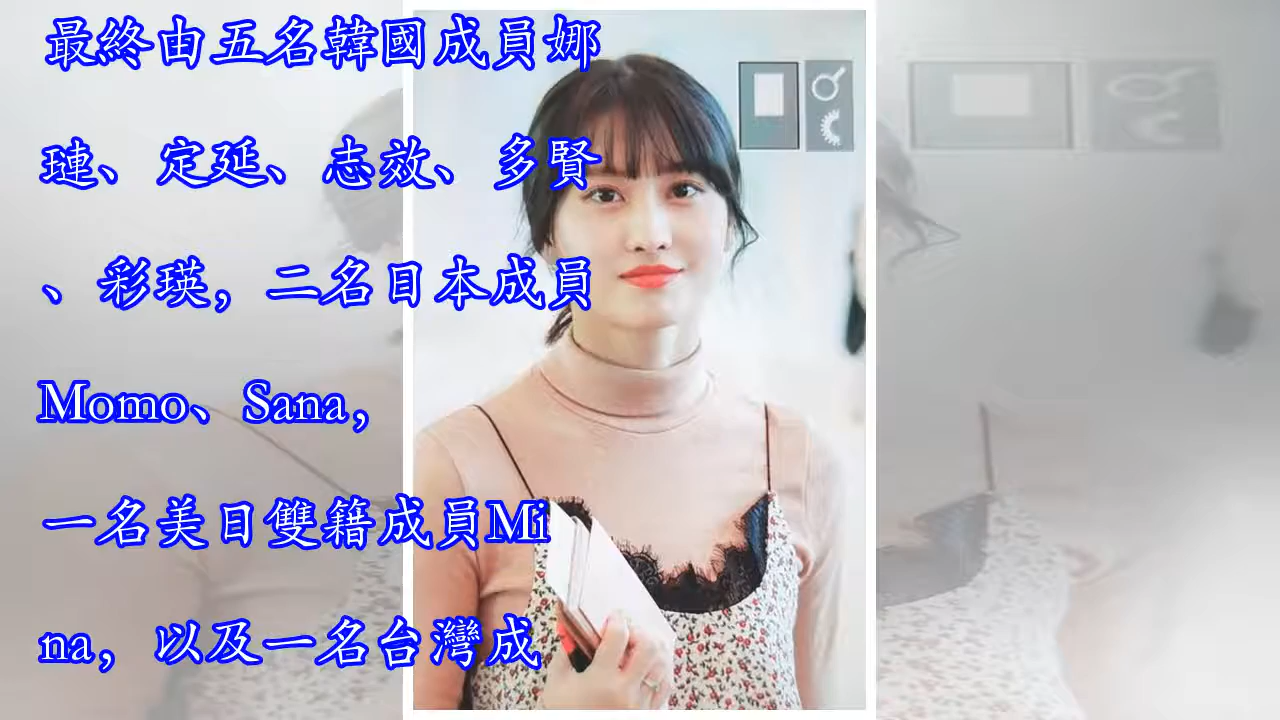 最終由五名韓國成員娜
璉、定延、志效、多賢
、彩瑛，二名日本成員
Momo、Sana，
一名美日雙籍成員Mi
na，以及一名台灣成